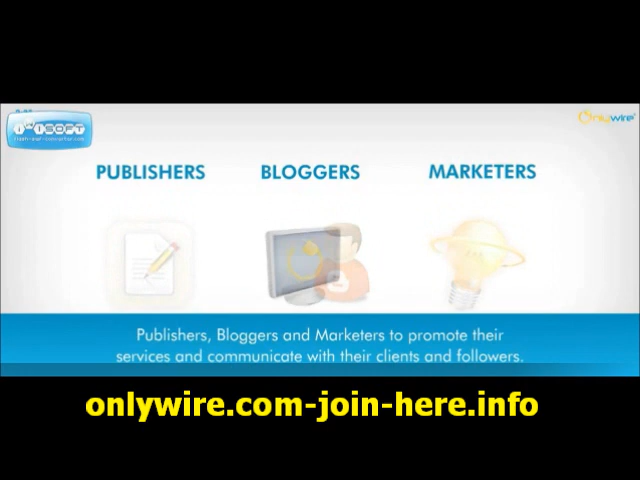 Onlywire
PUBLISHERS BLOGGERS MARKETERS
Publishers, Bloggers and Marketers to promote their
services and communicate with their clients and followers.
onlywire.com-join-here.info